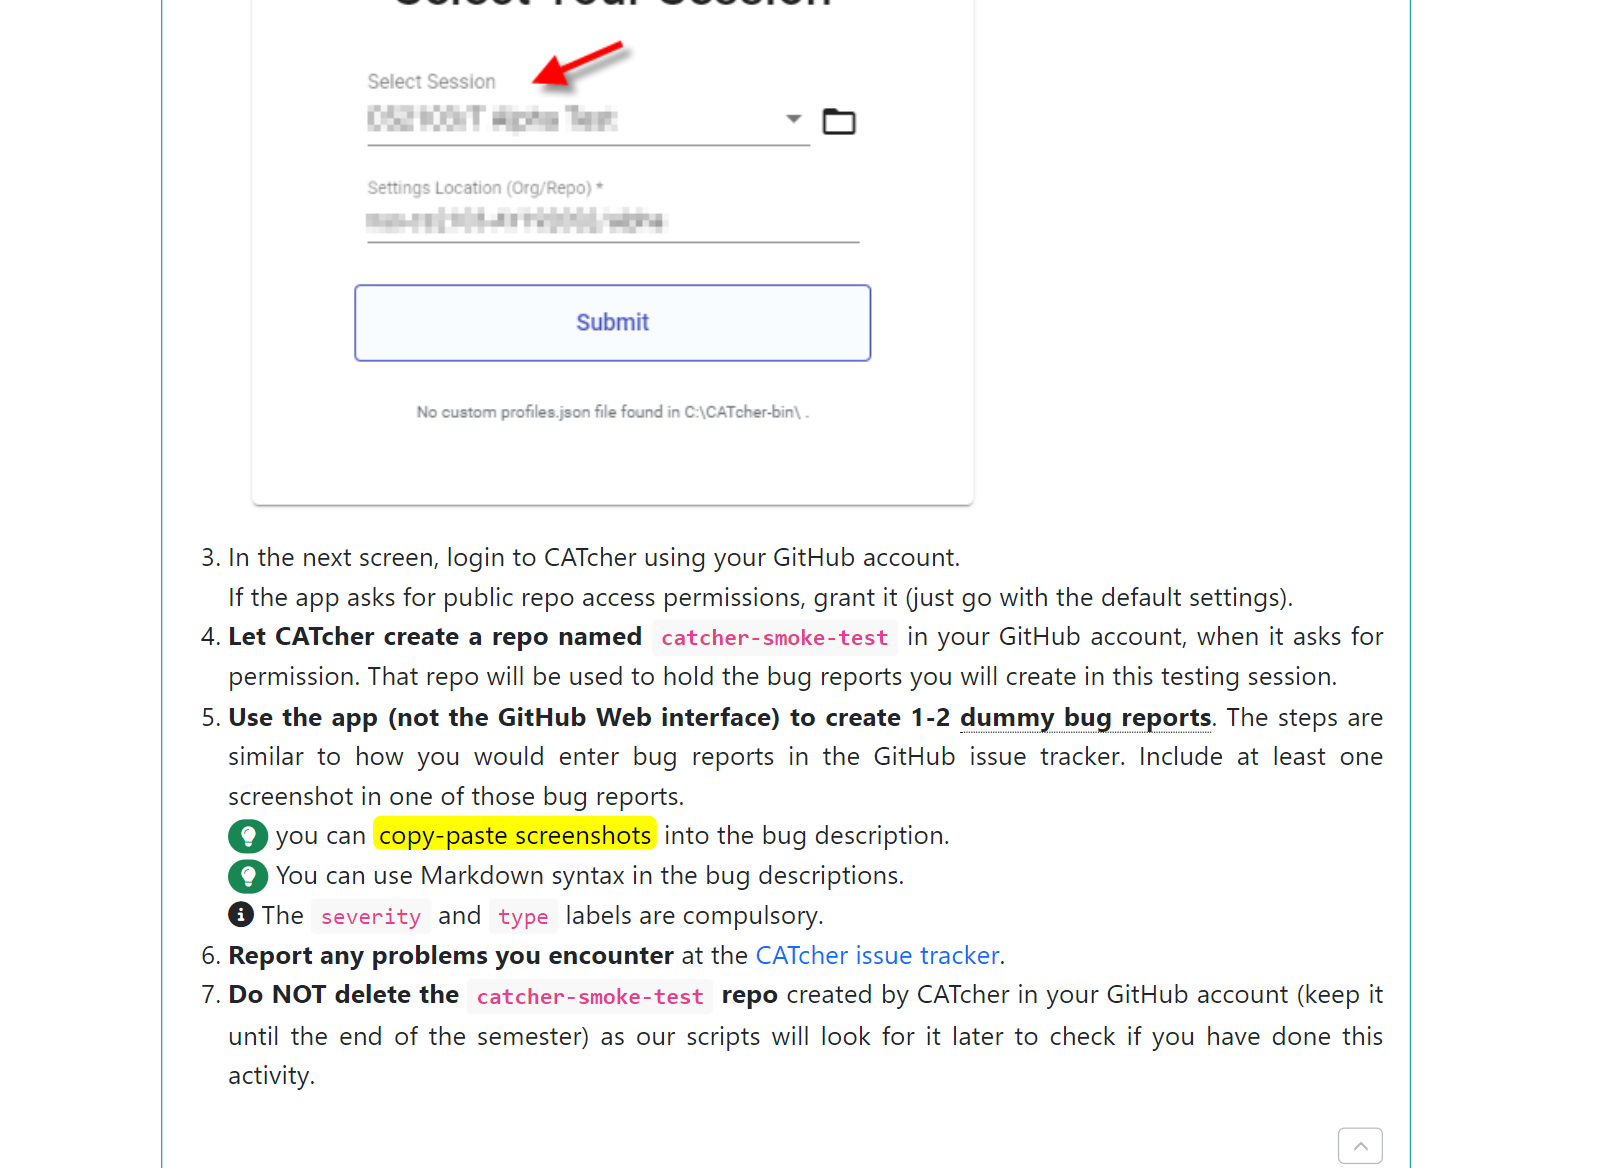 Select Your Session
Select Session
Settings Location (Org/Repo) *
Submit
No custom profiles.json file found in C:\CATcher-bin\ .
3. In the next screen, login to CATcher using your GitHub account.
If the app asks for public repo access permissions, grant it (just go with the default settings).
4. Let CATcher create a repo named catcher-smoke-test in your GitHub account, when it asks for
permission. That repo will be used to hold the bug reports you will create in this testing session.
5. Use the app (not the GitHub Web interface) to create 1-2 dummy bug reports. The steps are
similar to how you would enter bug reports in the GitHub issue tracker. Include at least one
screenshot in one of those bug reports.
you can copy-paste screenshots into the bug description.
You can use Markdown syntax in the bug descriptions.
The severity and type labels are compulsory.
6. Report any problems you encounter at the CATcher issue tracker.
7. Do NOT delete the catcher-smoke-test repo created by CATcher in your GitHub account (keep it
until the end of the semester) as our scripts will look for it later to check if you have done this
activity.